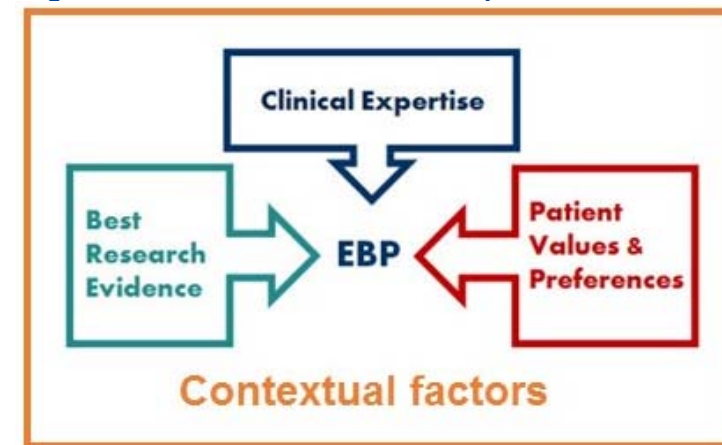 Clinical Expertise
Best
Research
Evidence
EBP
Patient
Values &
Preferences
Contextual factors